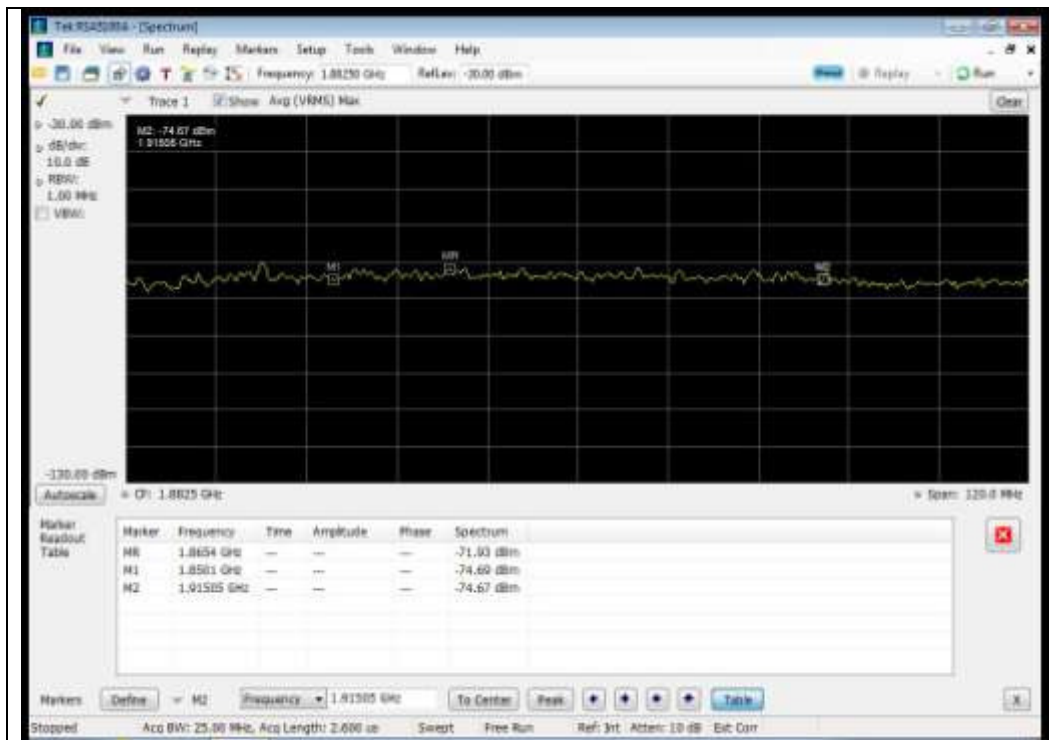 Tek RSA5100A - [Spectrum]
File View Run Replay Markers Setup Tools Window Help
Frequency: 1.88250 GHz RefLev: -30.00 dBm Replay Run
Trace 1 Show Avg (VRMS) Max Clear
-30.00 dBm
dB/div:
10.0 dB
RBW:
1.00 MHz
VBW:
M2: -74.67 dBm
1.91505 GHz
M1 MR M2
-130.00 dBm
Autoscale CF: 1.8825 GHz Span: 120.0 MHz
Marker Readout Table
Marker Frequency Time Amplitude Phase Spectrum
MR 1.8654 GHz --- --- --- -71.93 dBm
M1 1.8501 GHz --- --- --- -74.69 dBm
M2 1.91505 GHz --- --- --- -74.67 dBm
Markers Define M2 Frequency 1.91505 GHz To Center Peak Table X
Stopped Acq BW: 25.00 MHz, Acq Length: 2.600 us Swept Free Run Ref: Int Atten: 10 dB Ext Corr